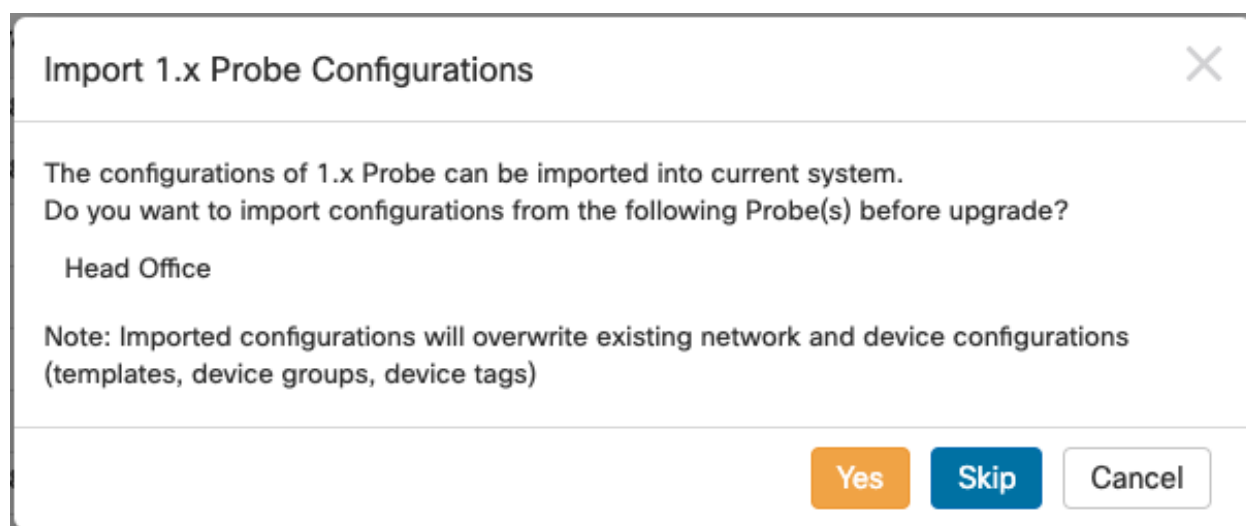 Import 1.x Probe Configurations
The configurations of 1.x Probe can be imported into current system.
Do you want to import configurations from the following Probe(s) before upgrade?
Head Office
Note: Imported configurations will overwrite existing network and device configurations
(templates, device groups, device tags)
Yes Skip Cancel